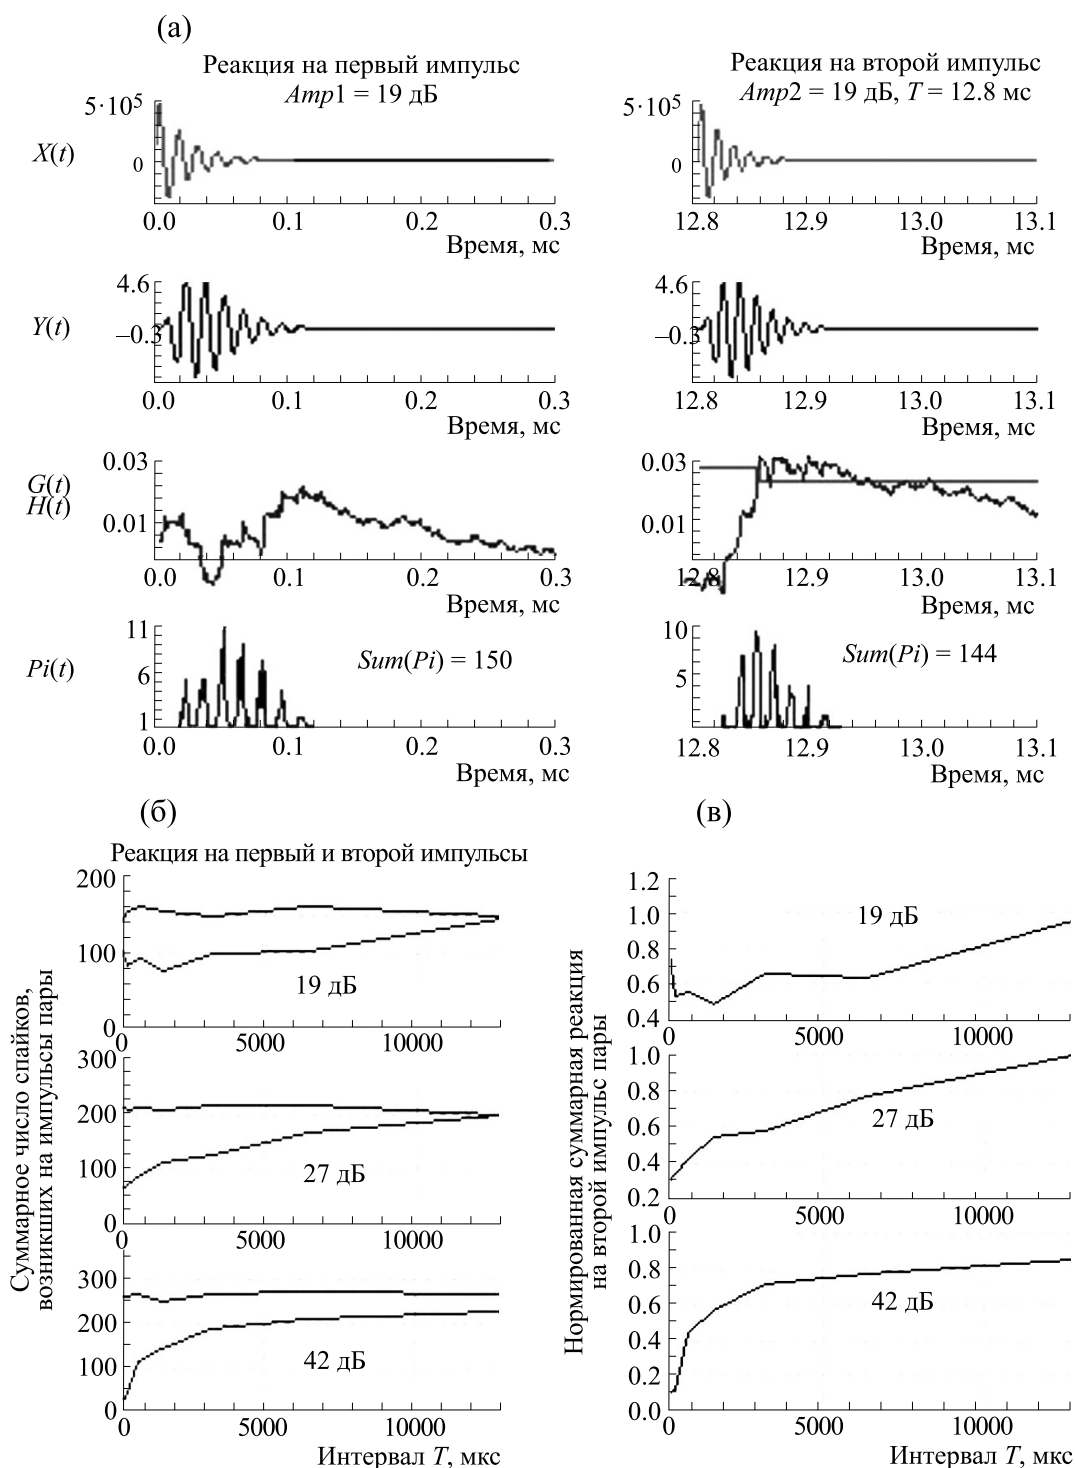 (а)
Реакция на первый импульс
Amp1 = 19 дБ
Реакция на второй импульс
Amp2 = 19 дБ, T = 12.8 мс
X(t)
5·10⁵
0
0.0 0.1 0.2 0.3
Время, мс
5·10⁵
0
12.8 12.9 13.0 13.1
Время, мс
Y(t)
4.6
–0.3
0.0 0.1 0.2 0.3
Время, мс
4.6
–0.3
12.8 12.9 13.0 13.1
Время, мс
G(t)
H(t)
0.03
0.01
0.0 0.1 0.2 0.3
Время, мс
0.03
0.01
12.8 12.9 13.0 13.1
Время, мс
Pi(t)
11
6
1
Sum(Pi) = 150
0.0 0.1 0.2 0.3
Время, мс
10
5
Sum(Pi) = 144
12.8 12.9 13.0 13.1
Время, мс
(б)
Реакция на первый и второй импульсы
Суммарное число спайков,
возникших на импульсы пары
200
100
0
19 дБ
0 5000 10000
300
200
100
0
27 дБ
0 5000 10000
300
200
100
0
42 дБ
0 5000 10000
Интервал T, мкс
(в)
Нормированная суммарная реакция
на второй импульс пары
1.2
1.0
0.8
0.6
0.4
19 дБ
0 5000 10000
1.0
0.8
0.6
0.4
0.2
27 дБ
0 5000 10000
1.0
0.8
0.6
0.4
0.2
0.0
42 дБ
0 5000 10000
Интервал T, мкс